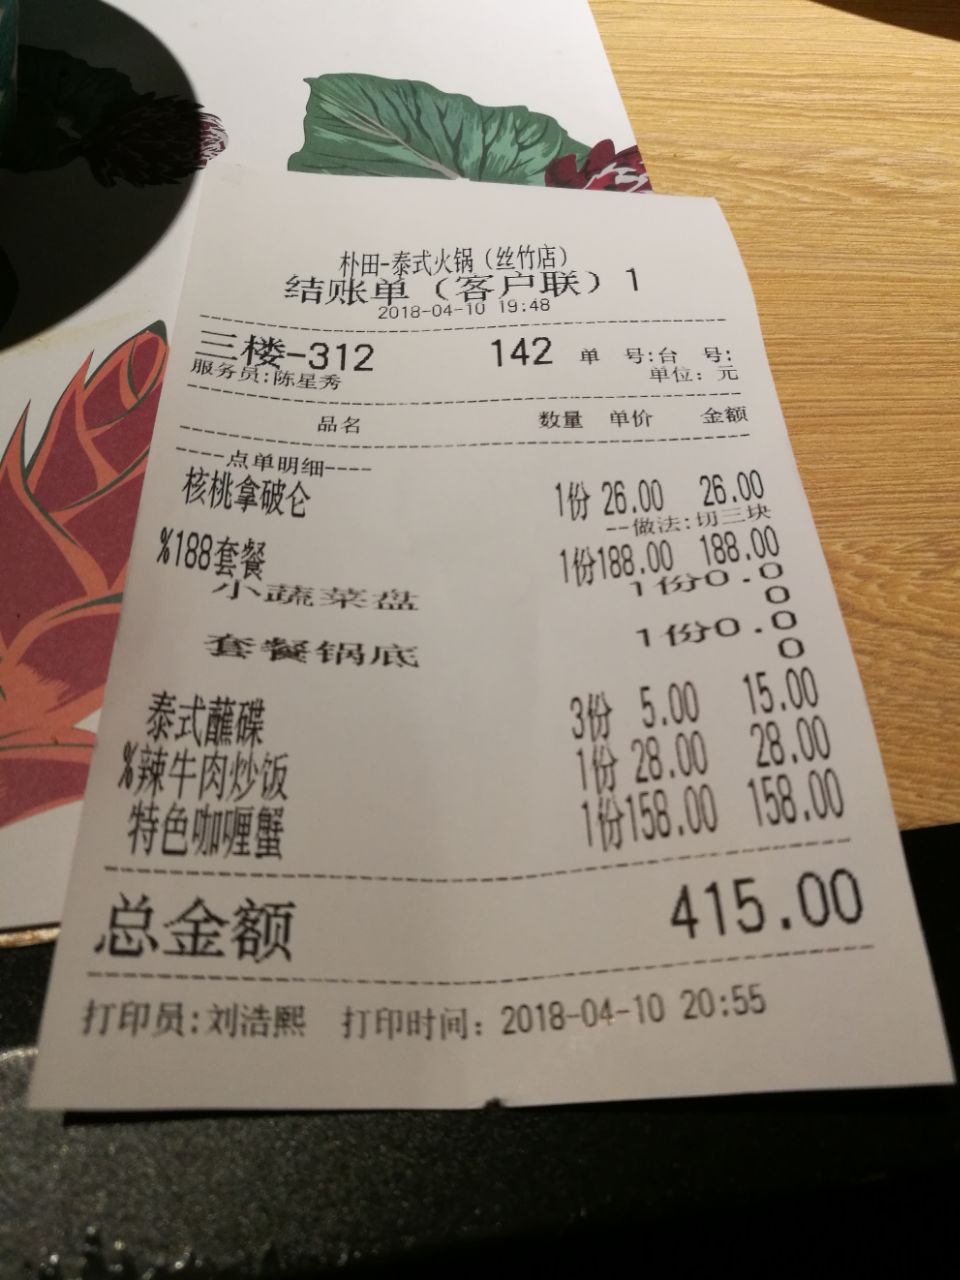 朴田-泰式火锅（丝竹店）
结账单（客户联）1
2018-04-10 19:48
三楼-312 142 单 号:台 号:
服务员:陈星秀 单位：元
品名 数量 单价 金额
----点单明细----
核桃拿破仑 1份 26.00 26.00
--做法:切三块
%188套餐 1份188.00 188.00
小蔬菜盘 1份0.0
0
套餐锅底 1份0.0
0
泰式蘸碟 3份 5.00 15.00
%辣牛肉炒饭 1份 28.00 28.00
特色咖喱蟹 1份158.00 158.00
总金额 415.00
打印员:刘浩熙 打印时间：2018-04-10 20:55